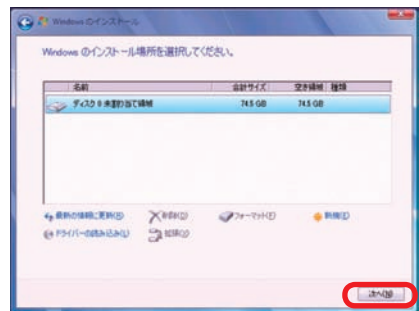 Windows のインストール
Windows のインストール場所を選択してください。
名前 合計サイズ 空き領域 種類
ディスク 0 未割り当て領域 74.5 GB 74.5 GB
最新の情報に更新(R) 削除(D) フォーマット(F) 新規(E)
ドライバーの読み込み(L) 拡張(X)
次へ(N)